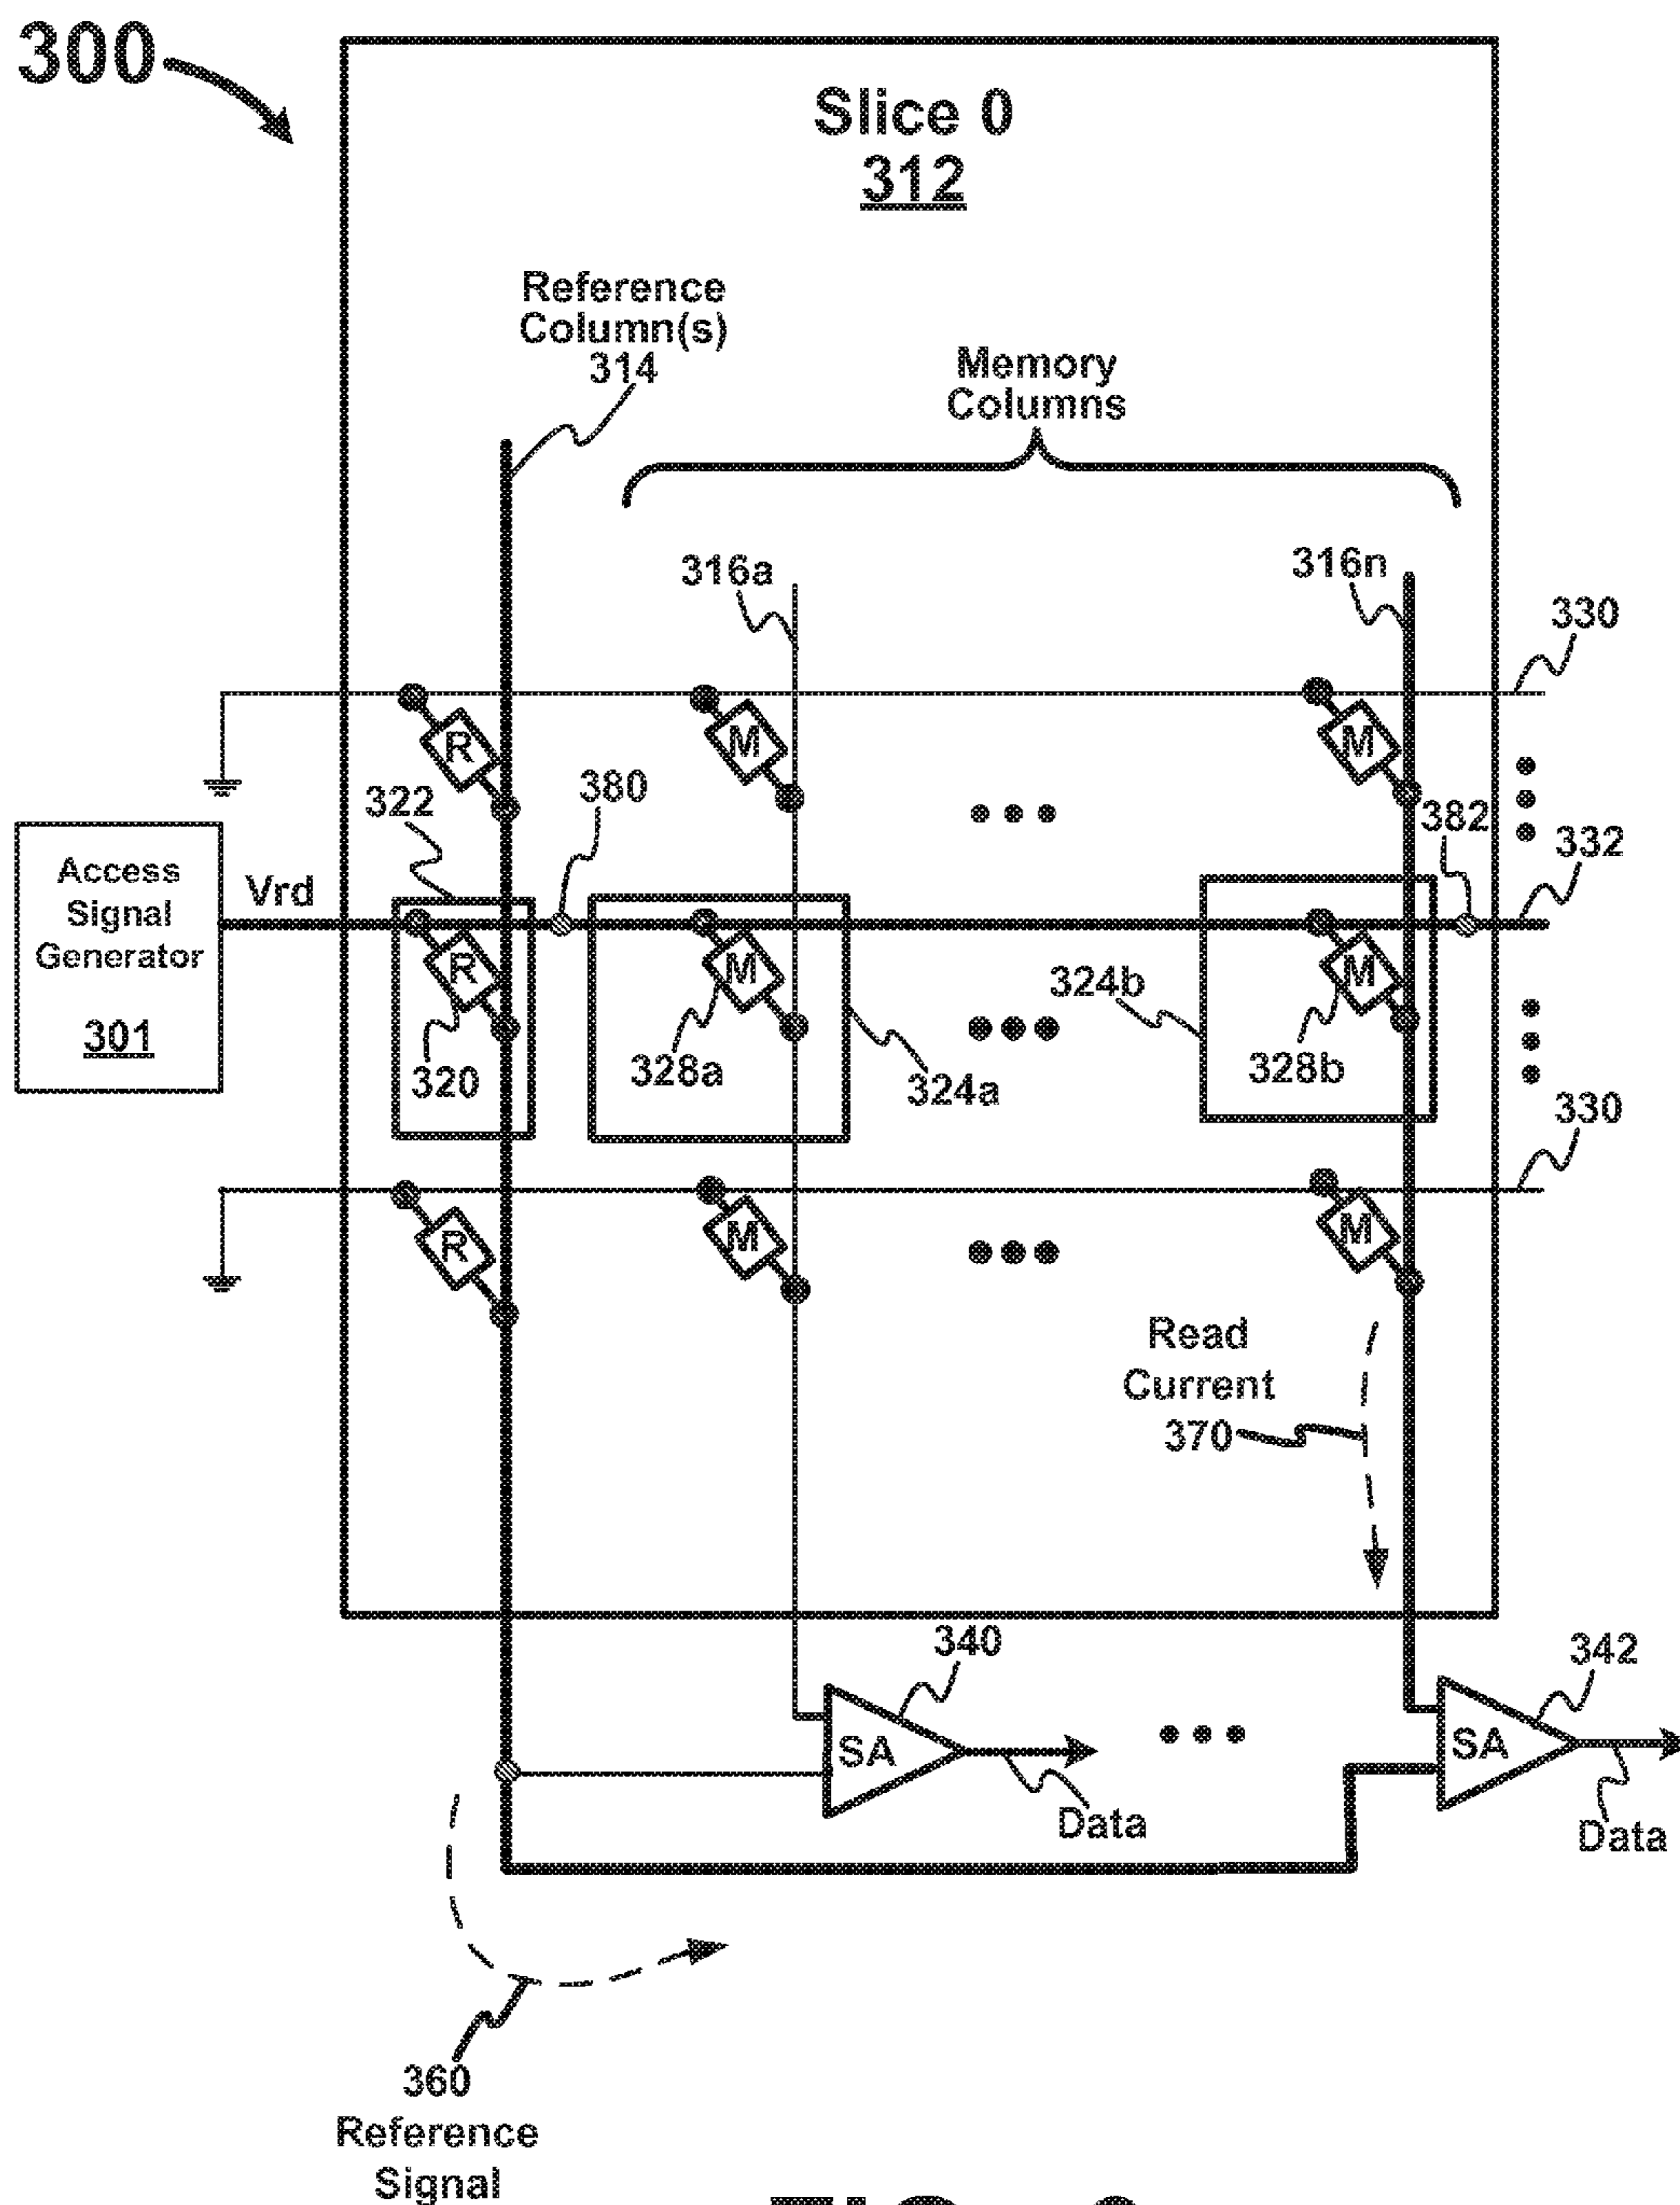 300
Slice 0
312
Reference
Column(s)
314
Memory
Columns
316a
316n
330
R
M
M
322
380
382
332
Access
Signal
Generator
301
Vrd
R
M
M
320
328a
324a
324b
328b
330
R
M
M
Read
Current
370
340
342
SA
SA
Data
Data
360
Reference
Signal